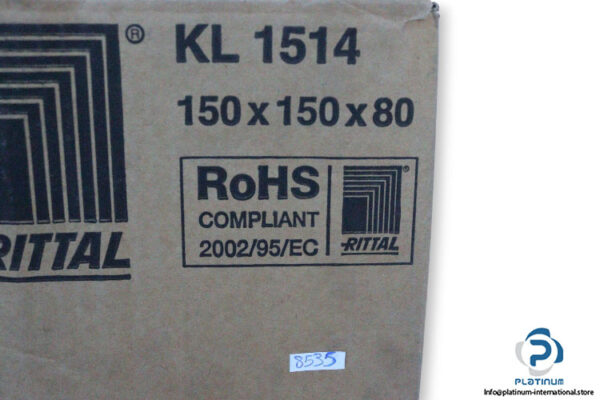 ®
KL 1514
150 x 150 x 80
RITTAL
RoHS
COMPLIANT
2002/95/EC
®
RITTAL
8535
PLATINUM
Info@platinum-international.store